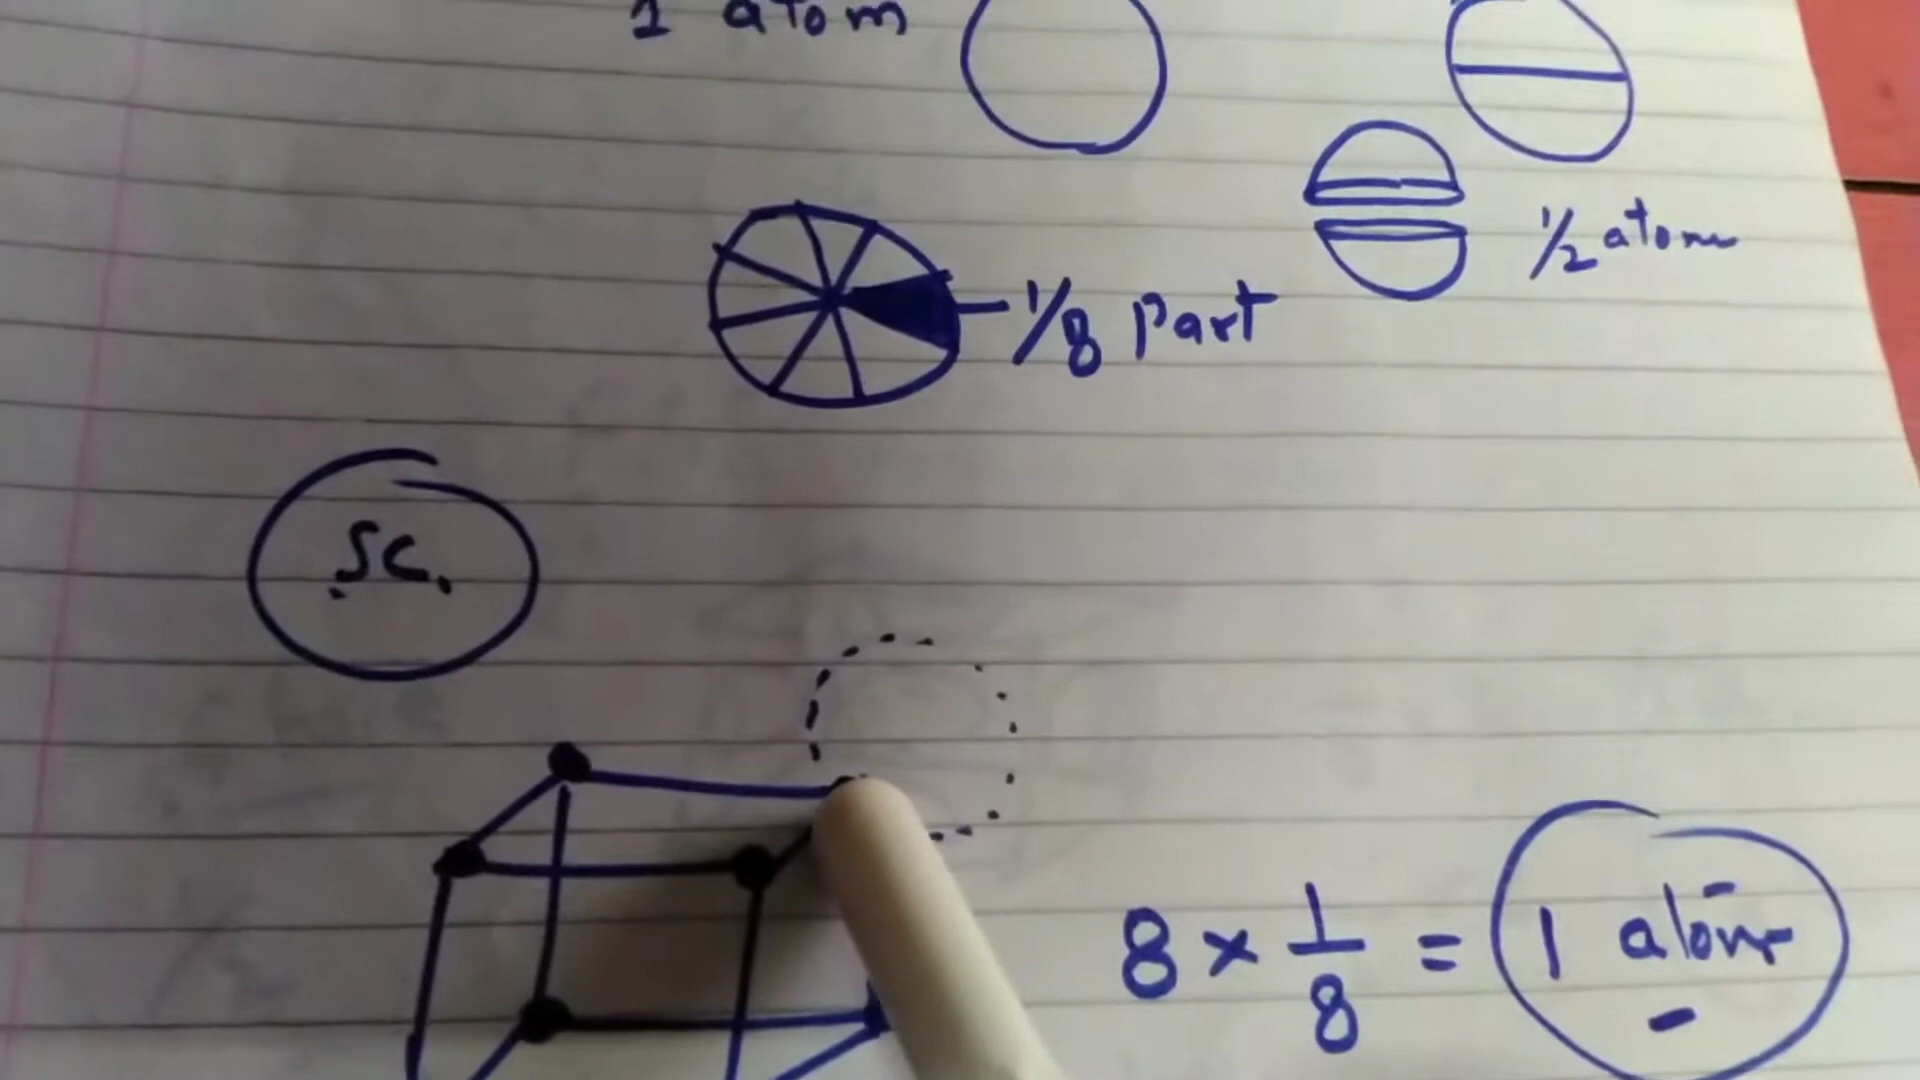 1 atom
1/2 atom
1/8 Part
SC.
8 × 1/8 = 1 atom